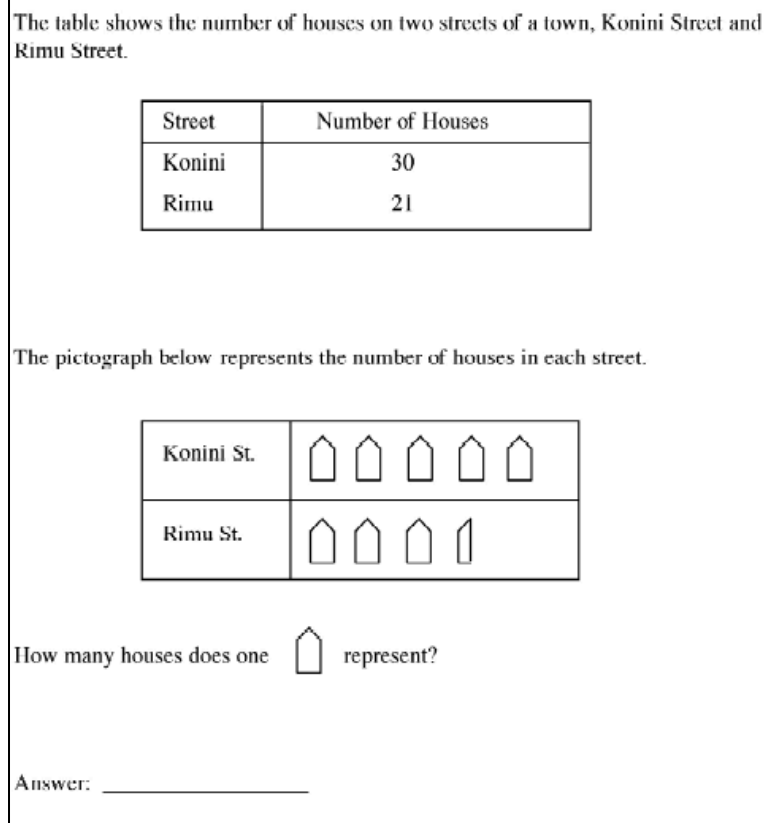 The table shows the number of houses on two streets of a town, Konini Street and
Rimu Street.
Street Number of Houses
Konini 30
Rimu 21
The pictograph below represents the number of houses in each street.
Konini St.
Rimu St.
How many houses does one represent?
Answer: